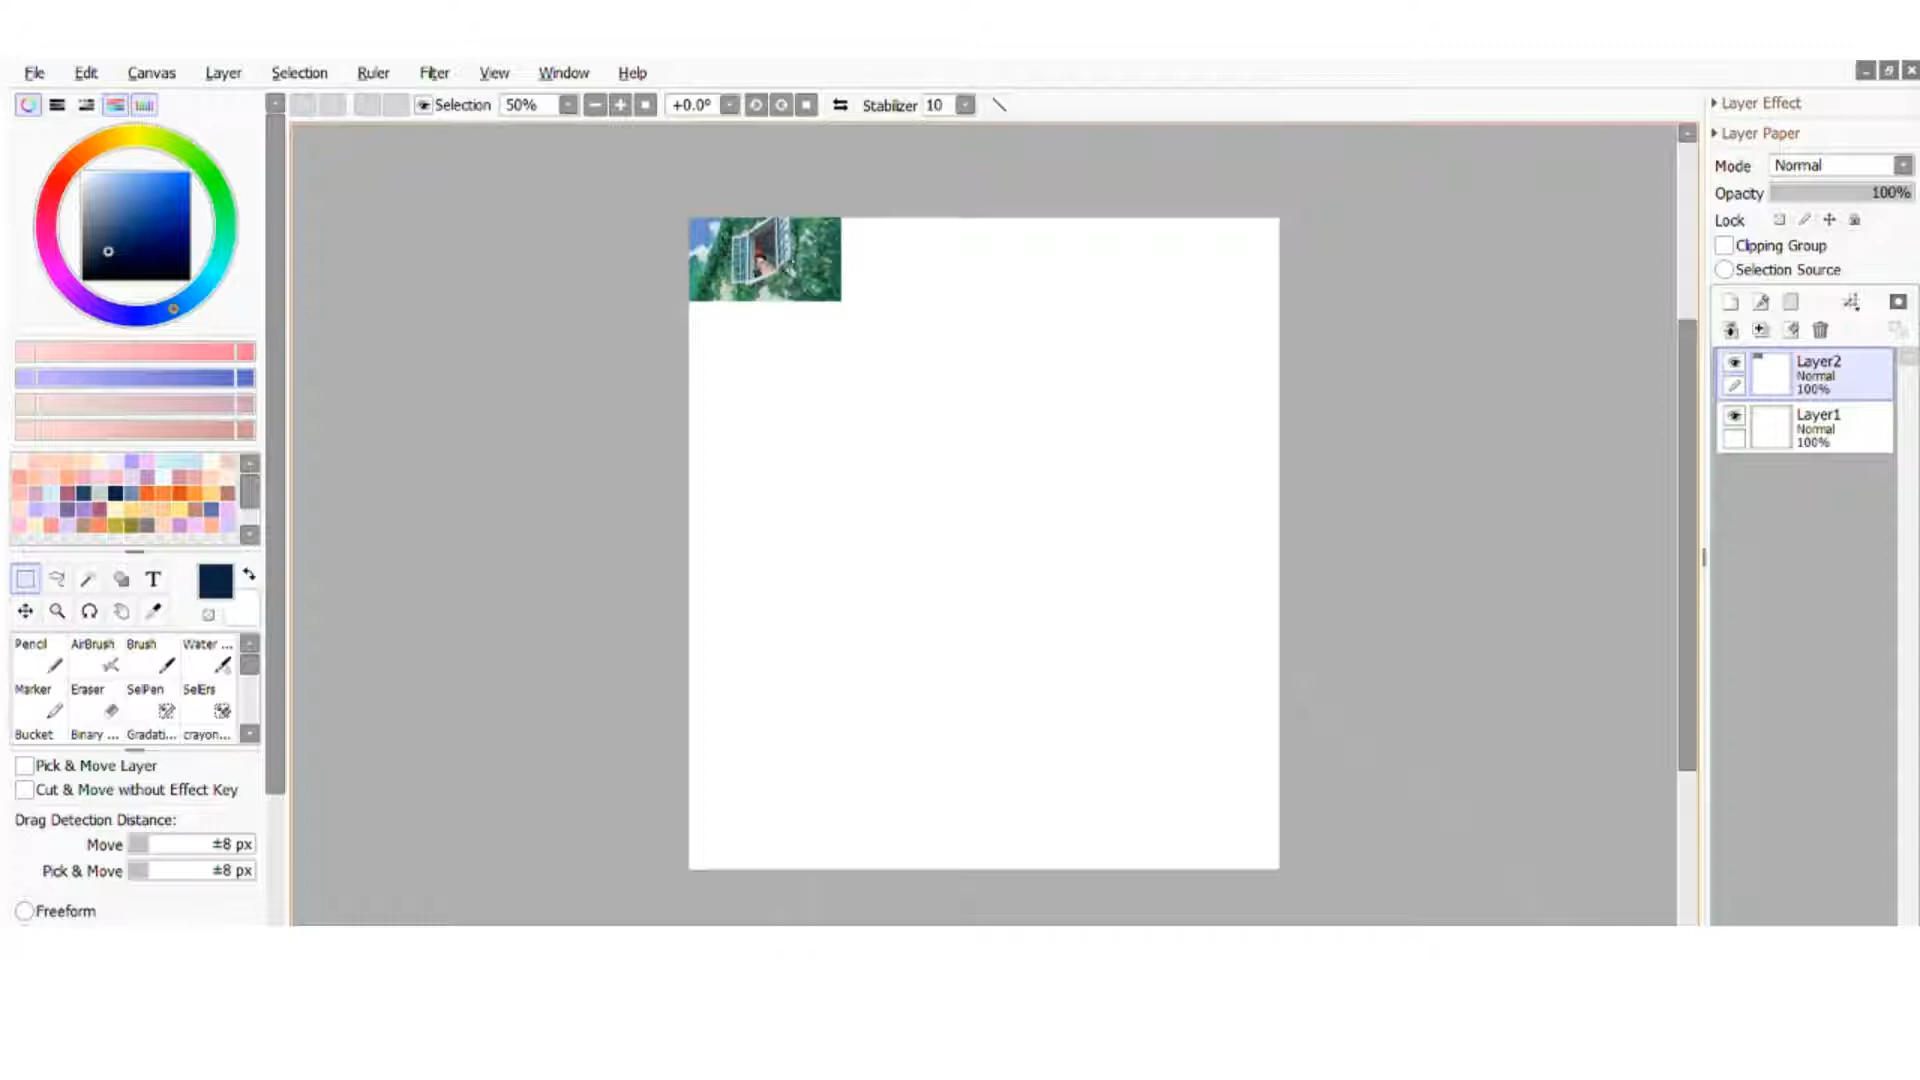 File Edit Canvas Layer Selection Ruler Filter View Window Help
Selection 50% +0.0° Stabilizer 10
Layer Effect
Layer Paper
Mode Normal
Opacity 100%
Lock
Clipping Group
Selection Source
Layer2
Normal
100%
Layer1
Normal
100%
T
Pencil AirBrush Brush Water ...
Marker Eraser SelPen SelErs
Bucket Binary ... Gradati... crayon...
Pick & Move Layer
Cut & Move without Effect Key
Drag Detection Distance:
Move ±8 px
Pick & Move ±8 px
Freeform